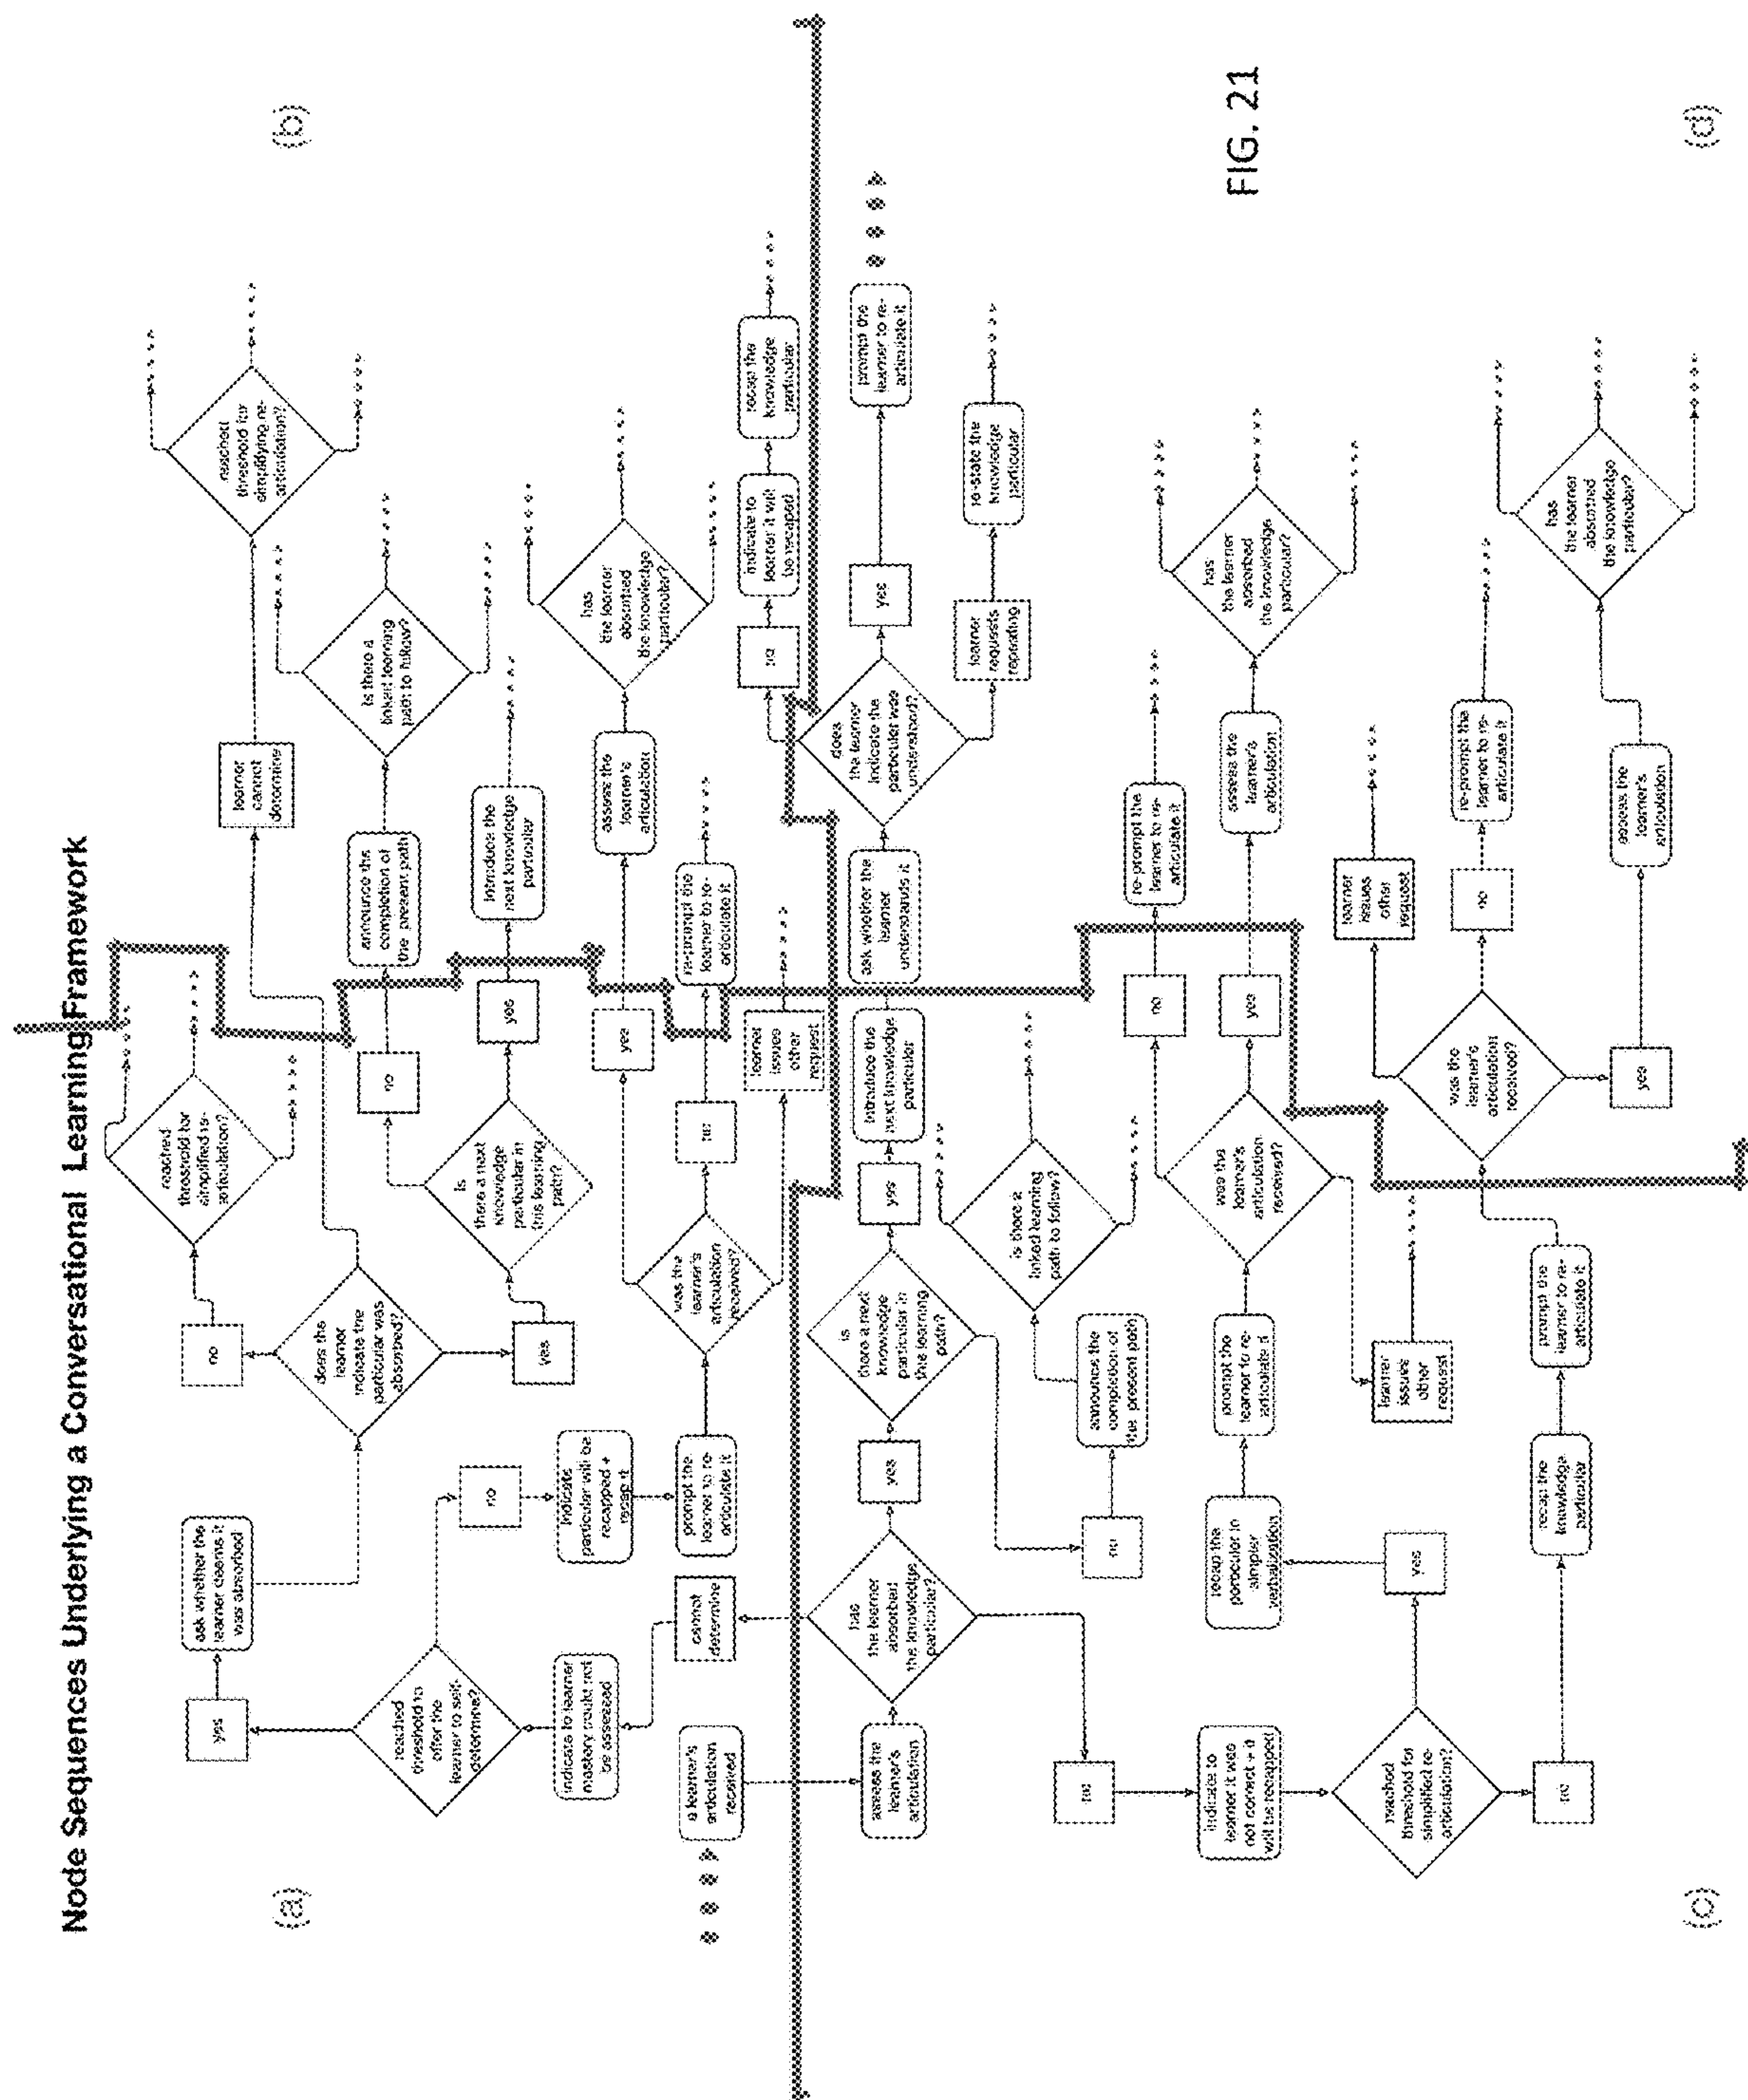 Node Sequences Underlying a Conversational Learning Framework
(a)
(b)
yes
ask whether the
learner deems it
was absorbed
no
reached
threshold for
simplified re-
articulation?
learner
cannot
determine
reached
threshold for
simplifying re-
articulation?
reached
threshold to
offer the
learner to self-
determine?
does the
learner
indicate the
particular was
absorbed?
no
announce the
completion of
the present path
is there a
linked learning
path to follow?
no
yes
is
there a next
knowledge
particular in
this learning
path?
yes
introduce the
next knowledge
particular
indicate to learner
mastery could not
be assessed
indicate
particular will be
recapped +
recap it
yes
assess the
learner's
articulation
has
the learner
absorbed
the knowledge
particular?
cannot
determine
prompt the
learner to re-
articulate it
was the
learner's
articulation
received?
no
re-prompt the
learner to re-
articulate it
a learner's
articulation
received
learner
issues
other
request
no
indicate to
learner it will
be recaped
recap the
knowledge
particular
assess the
learner's
articulation
has
the learner
absorbed
the knowledge
particular?
yes
is
there a next
knowledge
particular in
this learning
path?
yes
introduce the
next knowledge
particular
ask whether the
learner
understands it
does
the learner
indicate the
particular was
understood?
yes
prompt the
learner to re-
articulate it
learner
requests
repeating
re-state the
knowledge
particular
no
no
announce the
completion of
the present path
is there a
linked learning
path to follow?
no
re-prompt the
learner to re-
articulate it
indicate to
learner it was
not correct + it
will be recapped
recap the
particular in
simpler
verbalization
prompt the
learner to re-
articulate it
was the
learner's
articulation
received?
yes
assess the
learner's
articulation
has
the learner
absorbed
the knowledge
particular?
FIG. 21
reached
threshold for
simplified re-
articulation?
yes
learner
issues
other
request
learner
issues
other
request
no
recap the
knowledge
particular
prompt the
learner to re-
articulate it
was the
learner's
articulation
received?
no
re-prompt the
learner to re-
articulate it
yes
assess the
learner's
articulation
has
the learner
absorbed
the knowledge
particular?
(c)
(d)